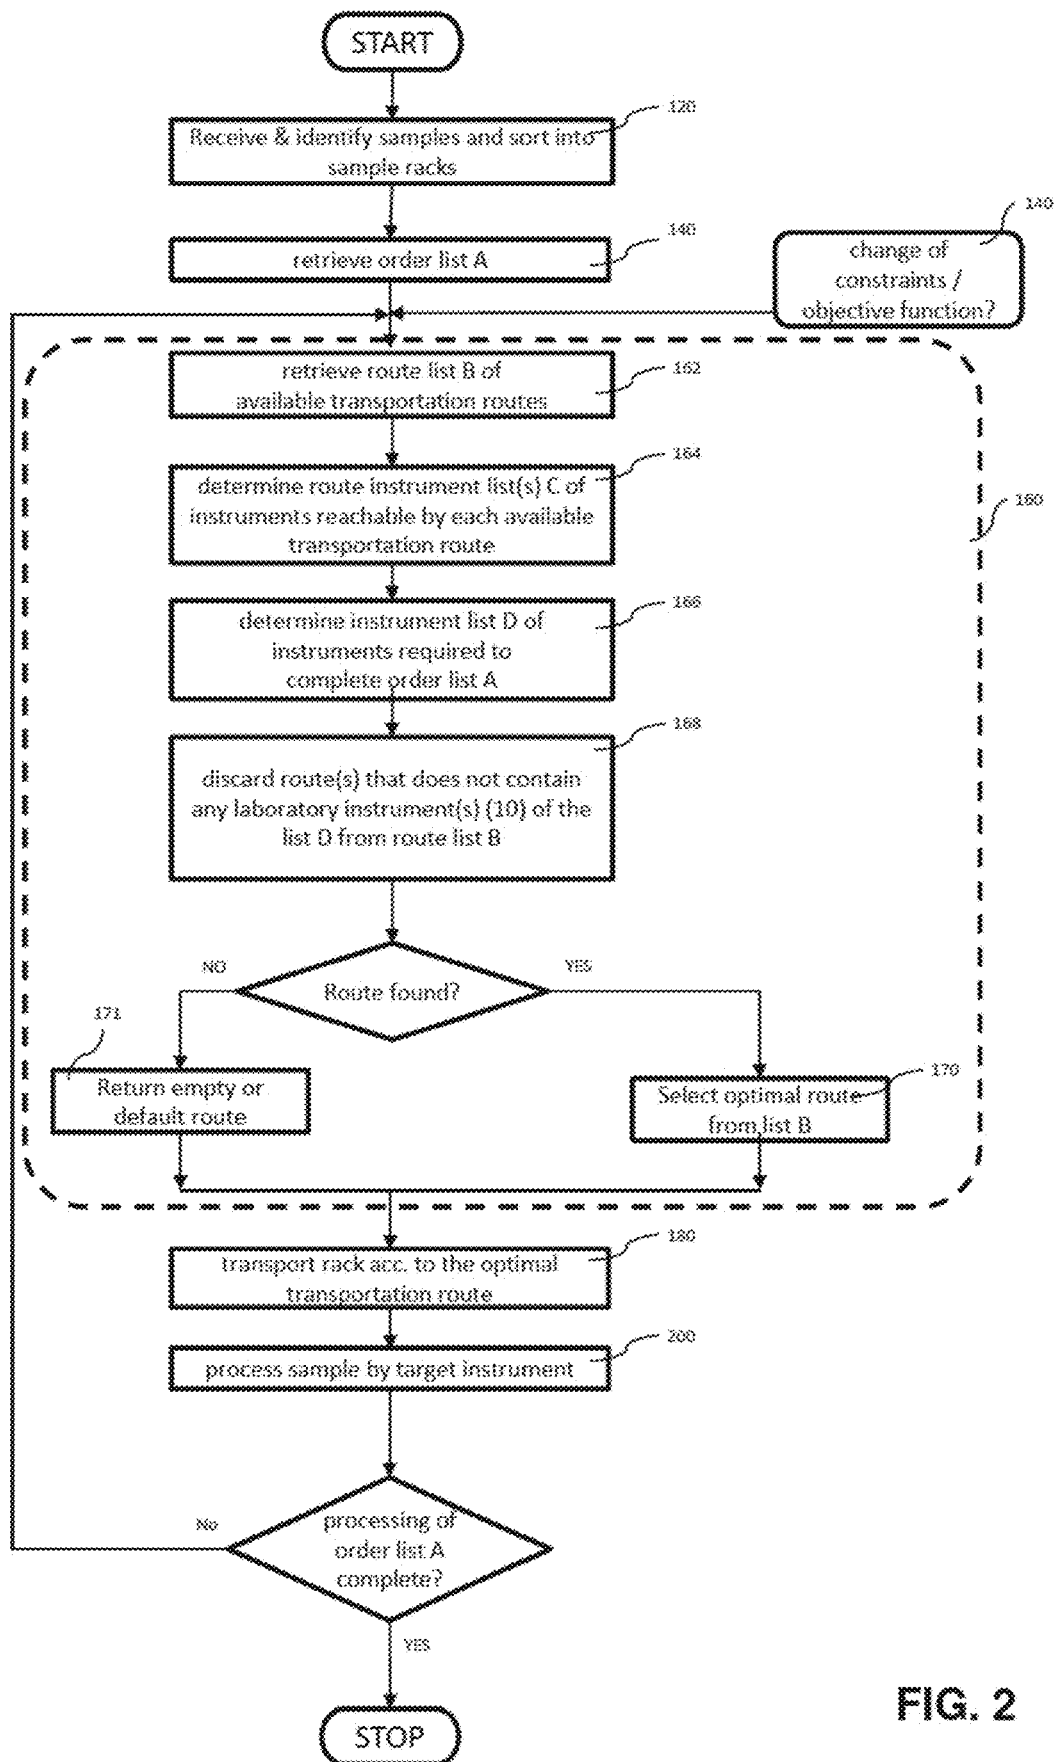 START
120
Receive & identify samples and sort into
sample racks
140
retrieve order list A
140
change of
constraints /
objective function?
162
retrieve route list B of
available transportation routes
164
determine route instrument list(s) C of
instruments reachable by each available
transportation route
160
166
determine instrument list D of
instruments required to
complete order list A
168
discard route(s) that does not contain
any laboratory instrument(s) (10) of the
list D from route list B
NO
YES
Route found?
171
Return empty or
default route
170
Select optimal route
from list B
180
transport rack acc. to the optimal
transportation route
200
process sample by target instrument
No
processing of
order list A
complete?
YES
STOP
FIG. 2